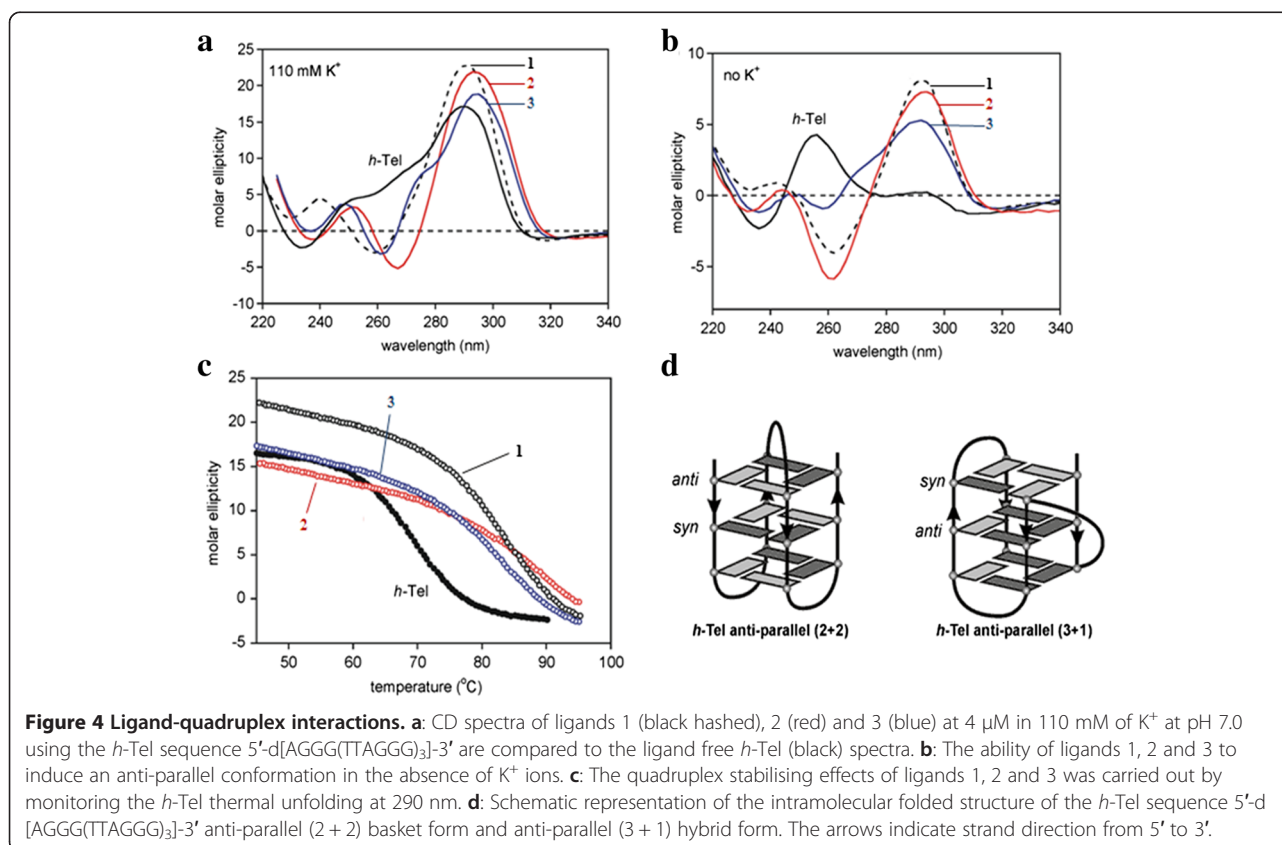 a
25
20
15
10
5
0
-5
-10
110 mM K⁺
1
2
3
h-Tel
molar ellipticity
220 240 260 280 300 320 340
wavelength (nm)
b
10
5
0
-5
no K⁺
1
2
3
h-Tel
molar ellipticity
220 240 260 280 300 320 340
wavelength (nm)
c
25
20
15
10
5
0
-5
3
1
2
h-Tel
molar ellipticity
50 60 70 80 90 100
temperature (°C)
d
anti
syn
h-Tel anti-parallel (2+2)
syn
anti
h-Tel anti-parallel (3+1)
Figure 4 Ligand-quadruplex interactions. a: CD spectra of ligands 1 (black hashed), 2 (red) and 3 (blue) at 4 μM in 110 mM of K⁺ at pH 7.0
using the h-Tel sequence 5′-d[AGGG(TTAGGG)₃]-3′ are compared to the ligand free h-Tel (black) spectra. b: The ability of ligands 1, 2 and 3 to
induce an anti-parallel conformation in the absence of K⁺ ions. c: The quadruplex stabilising effects of ligands 1, 2 and 3 was carried out by
monitoring the h-Tel thermal unfolding at 290 nm. d: Schematic representation of the intramolecular folded structure of the h-Tel sequence 5′-d
[AGGG(TTAGGG)₃]-3′ anti-parallel (2 + 2) basket form and anti-parallel (3 + 1) hybrid form. The arrows indicate strand direction from 5′ to 3′.